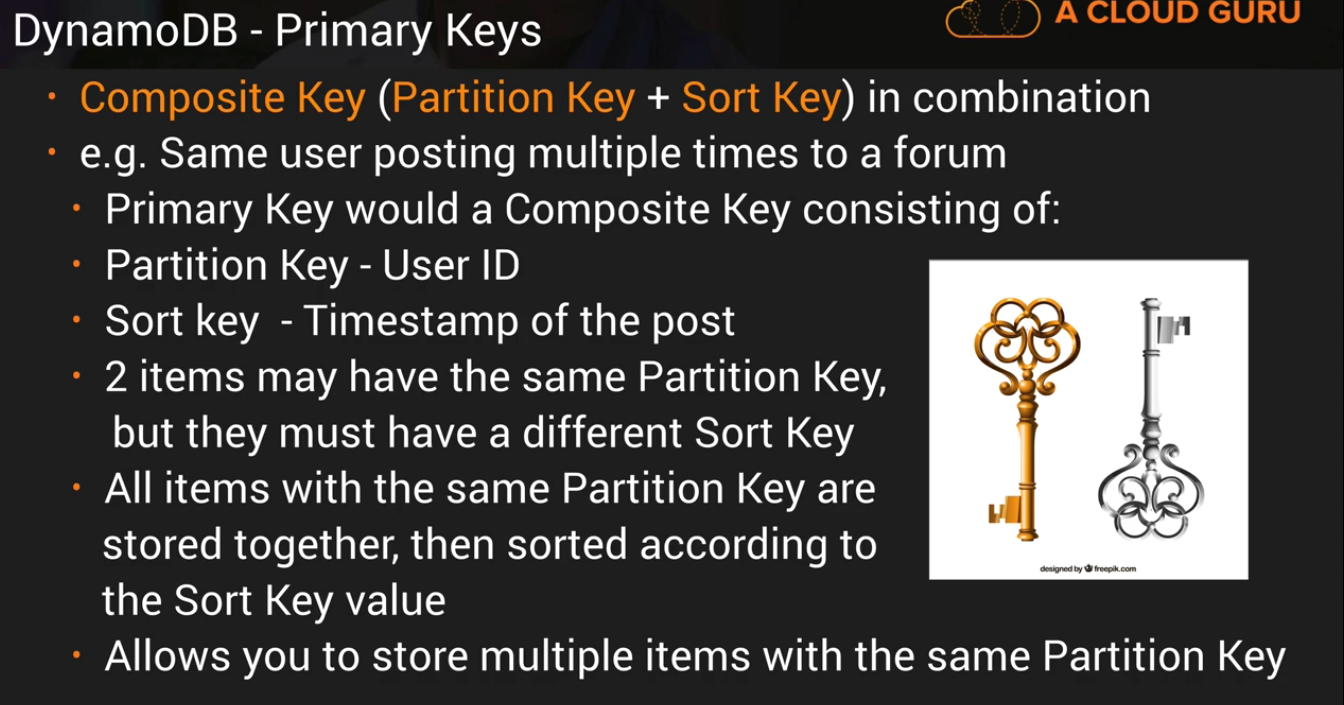 DynamoDB - Primary Keys
A CLOUD GURU
• Composite Key (Partition Key + Sort Key) in combination
• e.g. Same user posting multiple times to a forum
• Primary Key would a Composite Key consisting of:
• Partition Key - User ID
• Sort key - Timestamp of the post
• 2 items may have the same Partition Key,
but they must have a different Sort Key
• All items with the same Partition Key are
stored together, then sorted according to
the Sort Key value
designed by freepik.com
• Allows you to store multiple items with the same Partition Key